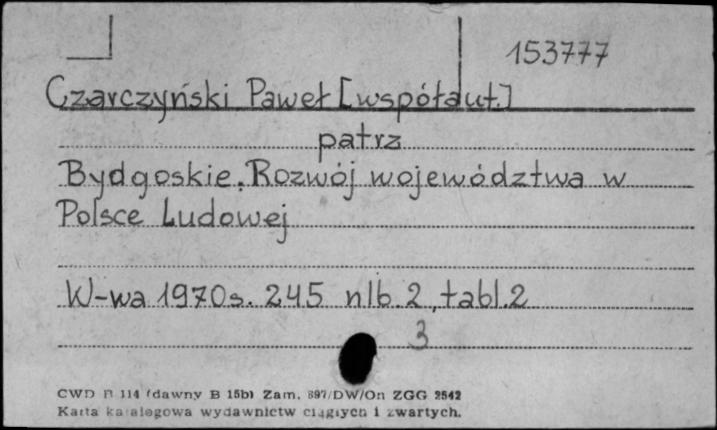 153777
Czarczyński Paweł [współaut.]
patrz
Bydgoskie. Rozwój województwa w
Polsce Ludowej
W-wa 1970 s. 245 nlb. 2, tabl. 2
3
CWD B 114 (dawny B 15b) Zam. 897/DW/On ZGG 2542
Karta katalogowa wydawnictw ciągłych i zwartych.